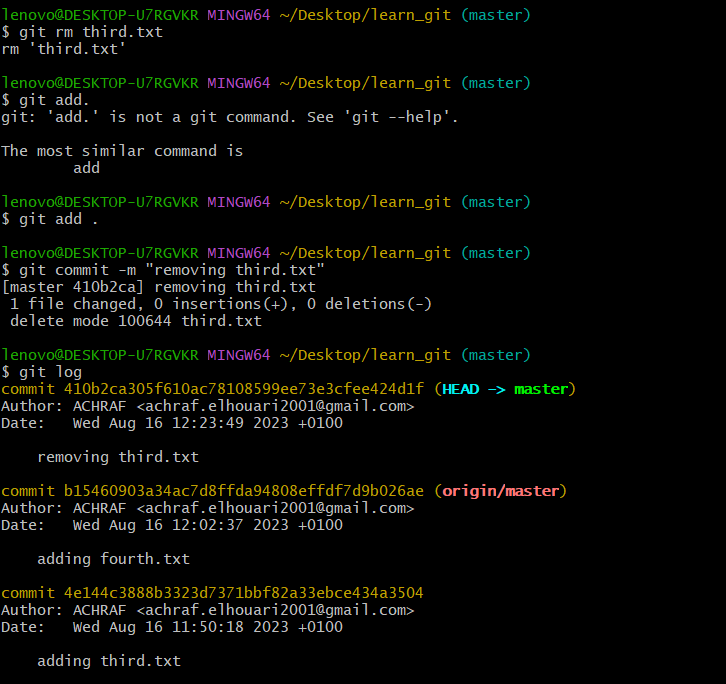 lenovo@DESKTOP-U7RGVKR MINGW64 ~/Desktop/learn_git (master)
$ git rm third.txt
rm 'third.txt'
lenovo@DESKTOP-U7RGVKR MINGW64 ~/Desktop/learn_git (master)
$ git add.
git: 'add.' is not a git command. See 'git --help'.
The most similar command is
        add
lenovo@DESKTOP-U7RGVKR MINGW64 ~/Desktop/learn_git (master)
$ git add .
lenovo@DESKTOP-U7RGVKR MINGW64 ~/Desktop/learn_git (master)
$ git commit -m "removing third.txt"
[master 410b2ca] removing third.txt
 1 file changed, 0 insertions(+), 0 deletions(-)
 delete mode 100644 third.txt
lenovo@DESKTOP-U7RGVKR MINGW64 ~/Desktop/learn_git (master)
$ git log
commit 410b2ca305f610ac78108599ee73e3cfee424d1f (HEAD -> master)
Author: ACHRAF <achraf.elhouari2001@gmail.com>
Date:   Wed Aug 16 12:23:49 2023 +0100
    removing third.txt
commit b15460903a34ac7d8ffda94808effdf7d9b026ae (origin/master)
Author: ACHRAF <achraf.elhouari2001@gmail.com>
Date:   Wed Aug 16 12:02:37 2023 +0100
    adding fourth.txt
commit 4e144c3888b3323d7371bbf82a33ebce434a3504
Author: ACHRAF <achraf.elhouari2001@gmail.com>
Date:   Wed Aug 16 11:50:18 2023 +0100
    adding third.txt